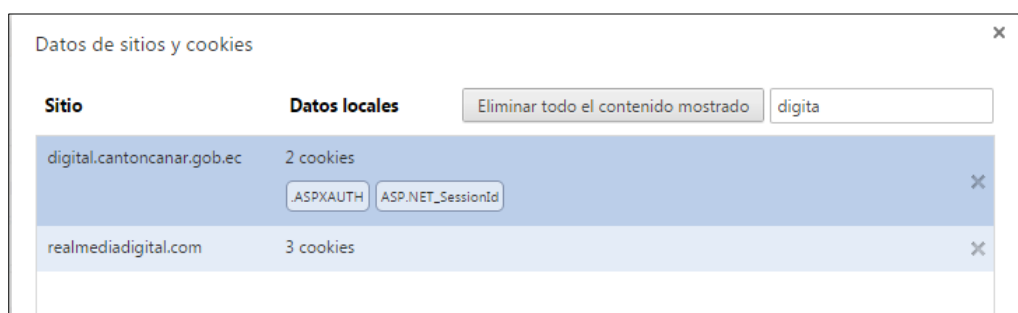 Datos de sitios y cookies
Sitio Datos locales Eliminar todo el contenido mostrado digita
digital.cantoncanar.gob.ec 2 cookies
.ASPXAUTH ASP.NET_SessionId
realmediadigital.com 3 cookies